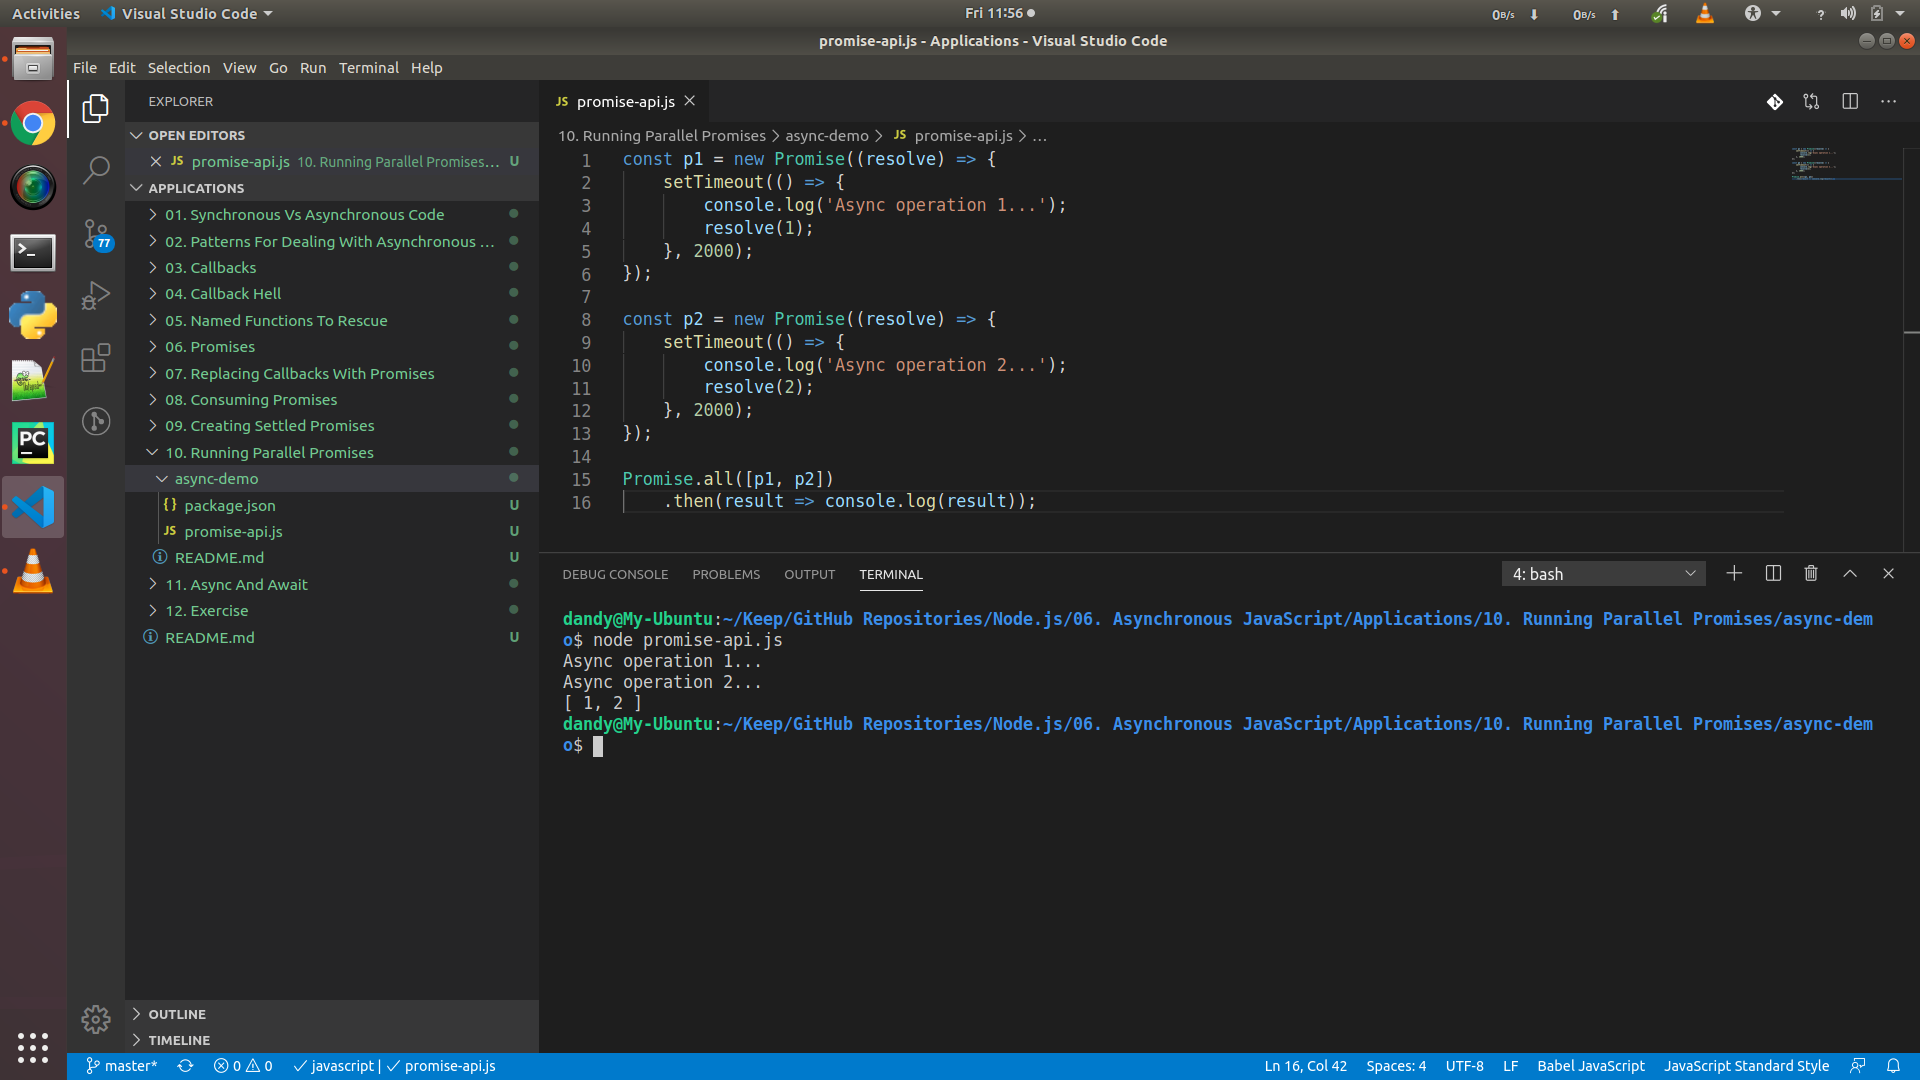 Activities Visual Studio Code Fri 11:56 0B/s 0B/s ?
promise-api.js - Applications - Visual Studio Code
File Edit Selection View Go Run Terminal Help
EXPLORER
OPEN EDITORS
JS promise-api.js 10. Running Parallel Promises... U
APPLICATIONS
01. Synchronous Vs Asynchronous Code
02. Patterns For Dealing With Asynchronous ...
03. Callbacks
04. Callback Hell
05. Named Functions To Rescue
06. Promises
07. Replacing Callbacks With Promises
08. Consuming Promises
09. Creating Settled Promises
10. Running Parallel Promises
async-demo
{} package.json U
JS promise-api.js U
README.md U
11. Async And Await
12. Exercise
README.md U
OUTLINE
TIMELINE
77
PC
JS promise-api.js
10. Running Parallel Promises > async-demo > JS promise-api.js > ...
1 const p1 = new Promise((resolve) => {
2 setTimeout(() => {
3 console.log('Async operation 1...');
4 resolve(1);
5 }, 2000);
6 });
7
8 const p2 = new Promise((resolve) => {
9 setTimeout(() => {
10 console.log('Async operation 2...');
11 resolve(2);
12 }, 2000);
13 });
14
15 Promise.all([p1, p2])
16 .then(result => console.log(result));
DEBUG CONSOLE PROBLEMS OUTPUT TERMINAL 4: bash
dandy@My-Ubuntu:~/Keep/GitHub Repositories/Node.js/06. Asynchronous JavaScript/Applications/10. Running Parallel Promises/async-dem
o$ node promise-api.js
Async operation 1...
Async operation 2...
[ 1, 2 ]
dandy@My-Ubuntu:~/Keep/GitHub Repositories/Node.js/06. Asynchronous JavaScript/Applications/10. Running Parallel Promises/async-dem
o$
master* 0 0 javascript | promise-api.js Ln 16, Col 42 Spaces: 4 UTF-8 LF Babel JavaScript JavaScript Standard Style